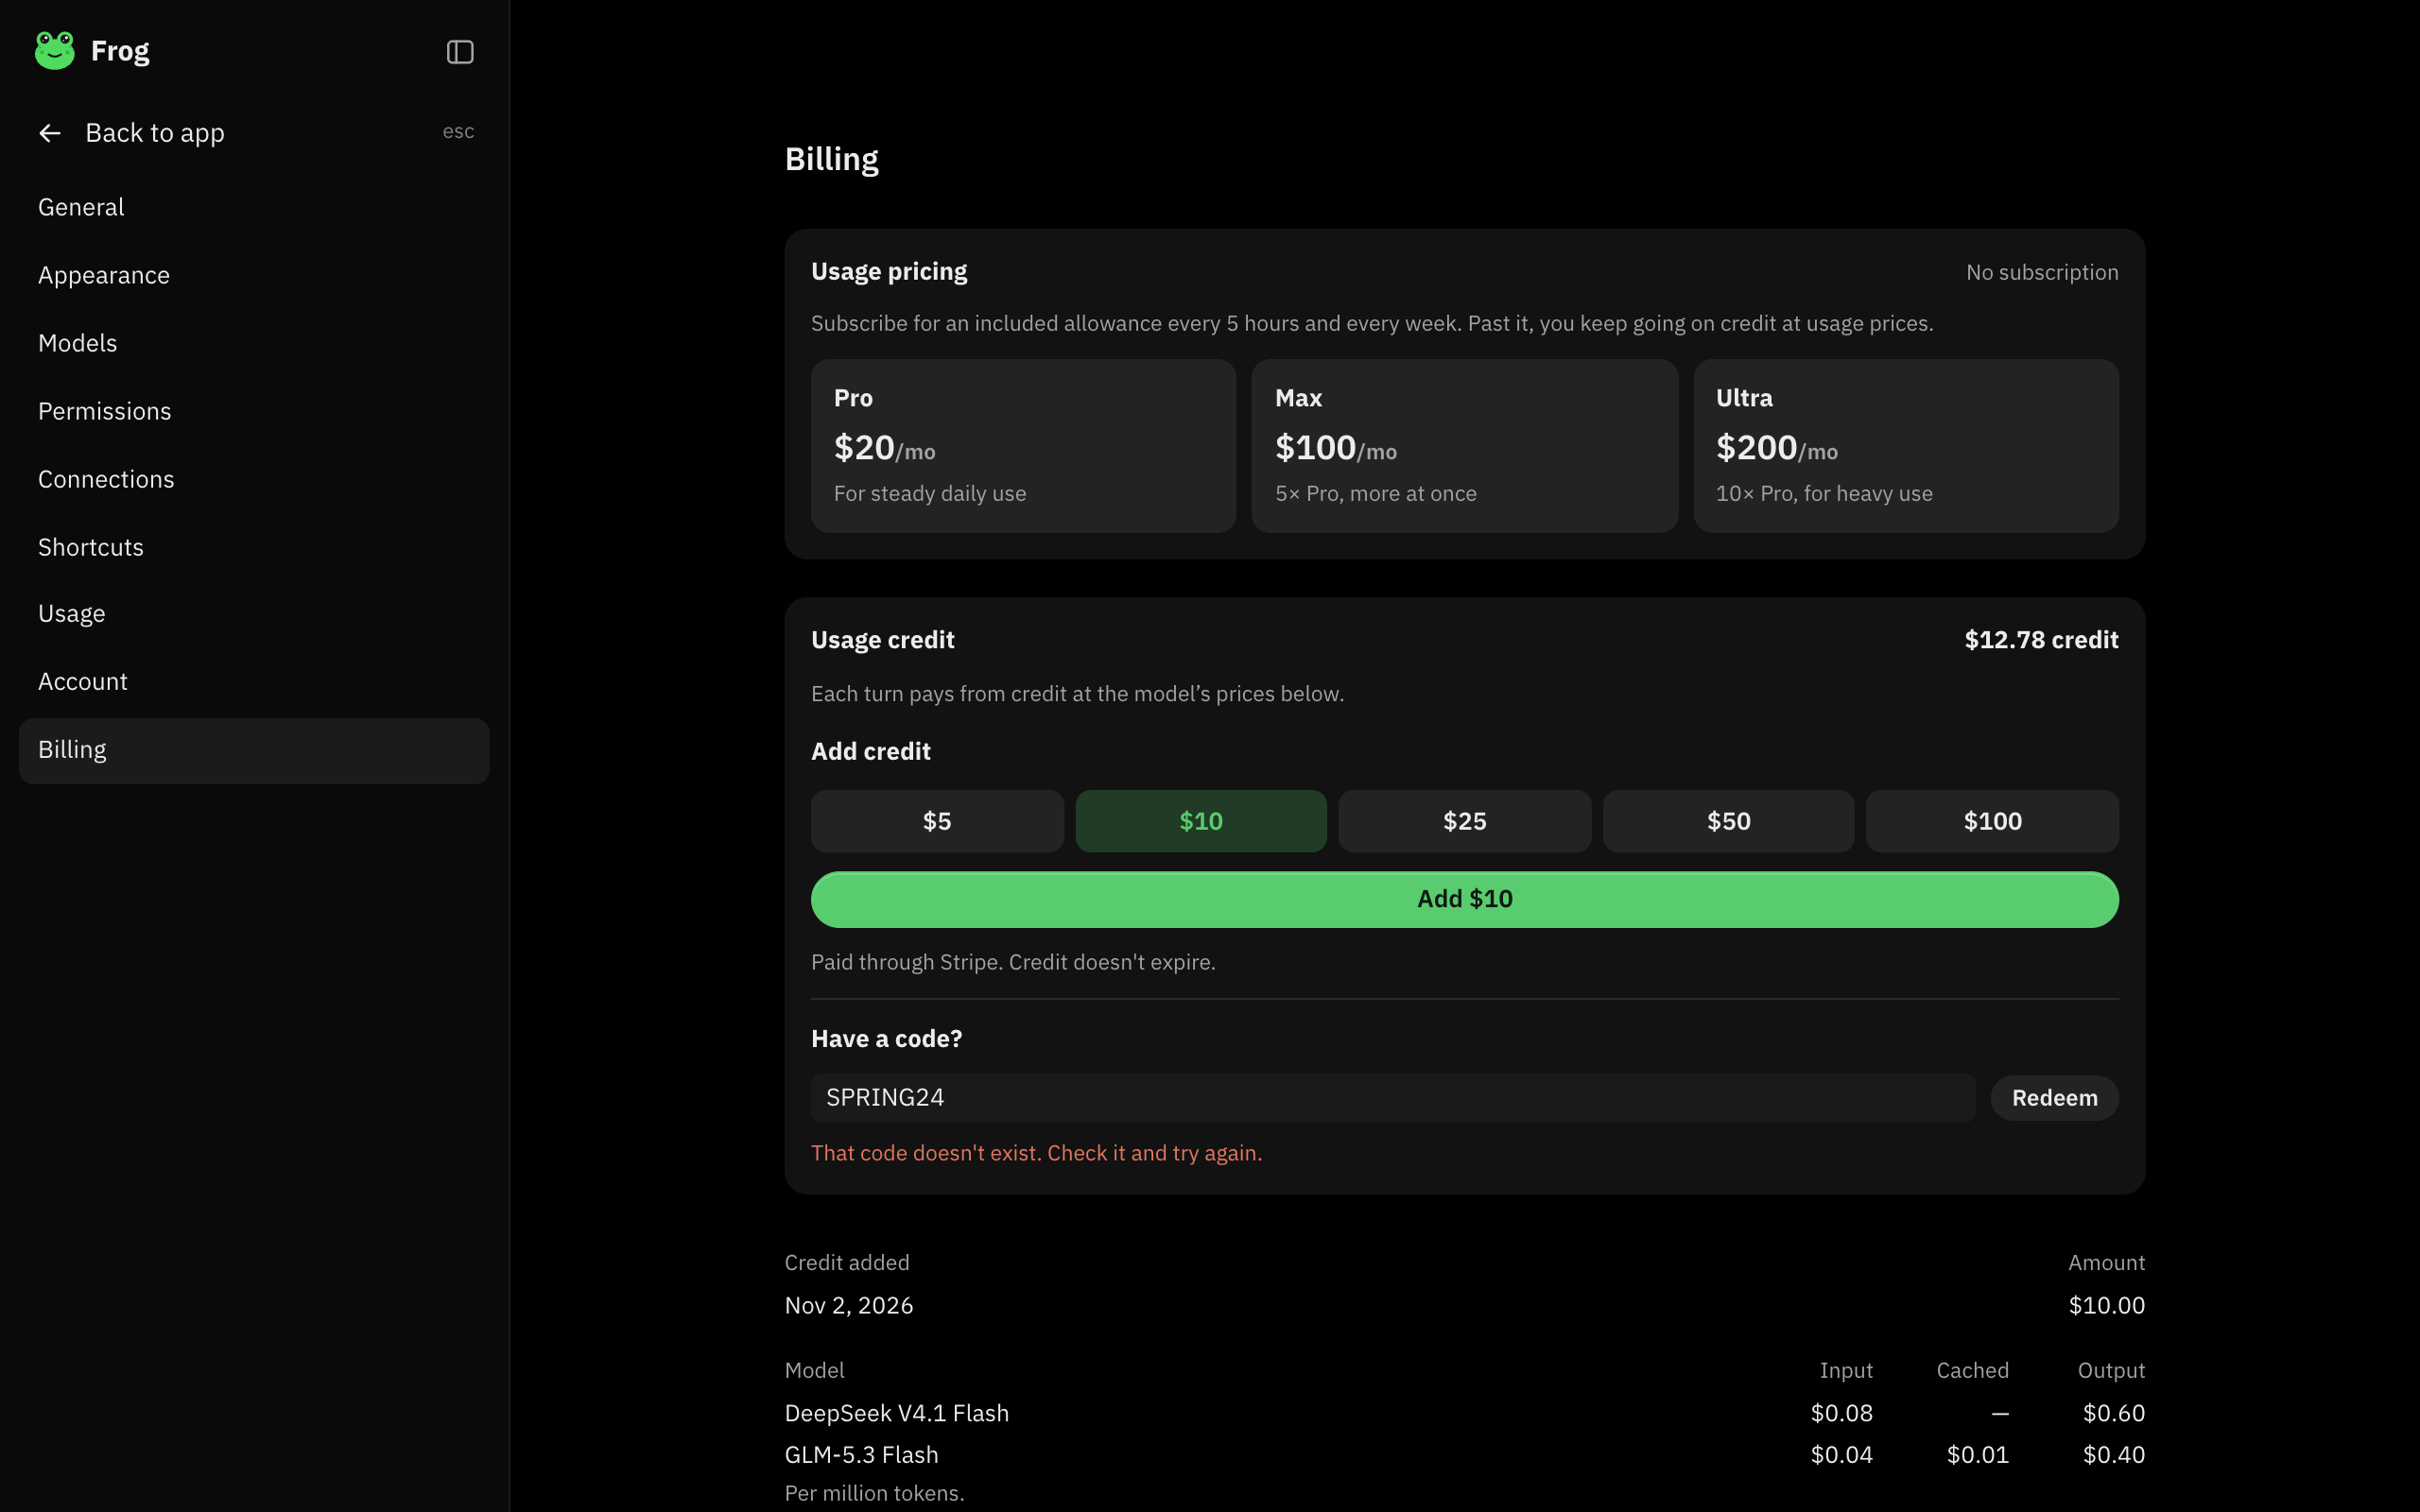 Frog
Back to app esc
General
Appearance
Models
Permissions
Connections
Shortcuts
Usage
Account
Billing
Billing
Usage pricing No subscription
Subscribe for an included allowance every 5 hours and every week. Past it, you keep going on credit at usage prices.
Pro
$20/mo
For steady daily use
Max
$100/mo
5× Pro, more at once
Ultra
$200/mo
10× Pro, for heavy use
Usage credit $12.78 credit
Each turn pays from credit at the model’s prices below.
Add credit
$5 $10 $25 $50 $100
Add $10
Paid through Stripe. Credit doesn't expire.
Have a code?
SPRING24 Redeem
That code doesn't exist. Check it and try again.
Credit added Amount
Nov 2, 2026 $10.00
Model Input Cached Output
DeepSeek V4.1 Flash $0.08 — $0.60
GLM-5.3 Flash $0.04 $0.01 $0.40
Per million tokens.